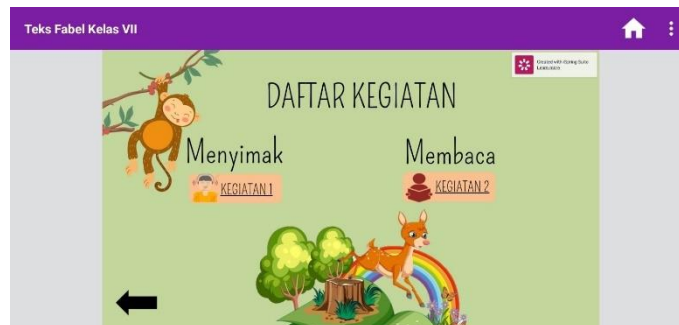 Teks Fabel Kelas VII
DAFTAR KEGIATAN
Menyimak
Membaca
KEGIATAN 1
KEGIATAN 2